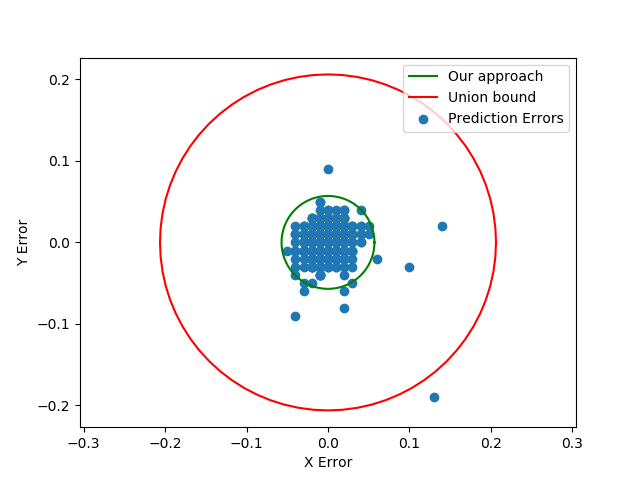 Our approach
Union bound
Prediction Errors
Y Error
0.2
0.1
0.0
−0.1
−0.2
−0.3
−0.2
−0.1
0.0
0.1
0.2
0.3
X Error